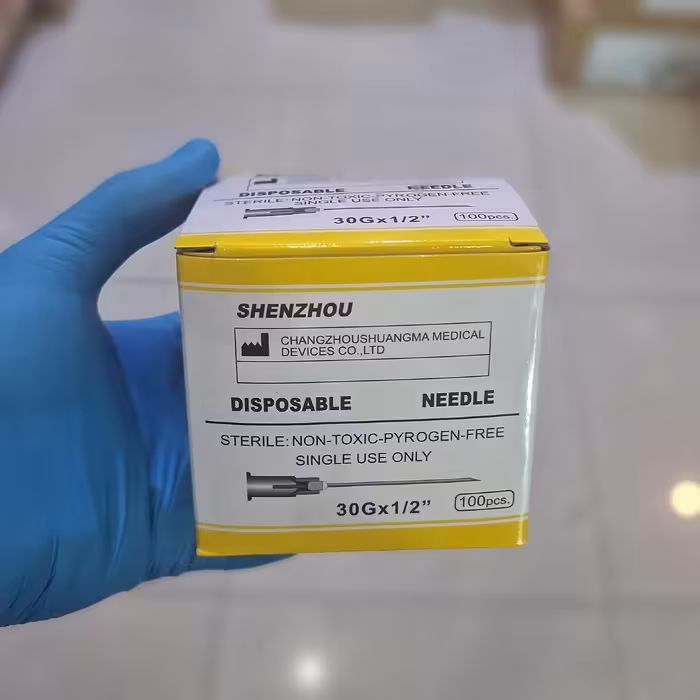 DISPOSABLE NEEDLE
STERILE: NON-TOXIC-PYROGEN-FREE
SINGLE USE ONLY
30Gx1/2” 100pcs.
SHENZHOU
CHANGZHOUSHUANGMA MEDICAL
DEVICES CO.,LTD
DISPOSABLE NEEDLE
STERILE: NON-TOXIC-PYROGEN-FREE
SINGLE USE ONLY
30Gx1/2” 100pcs.